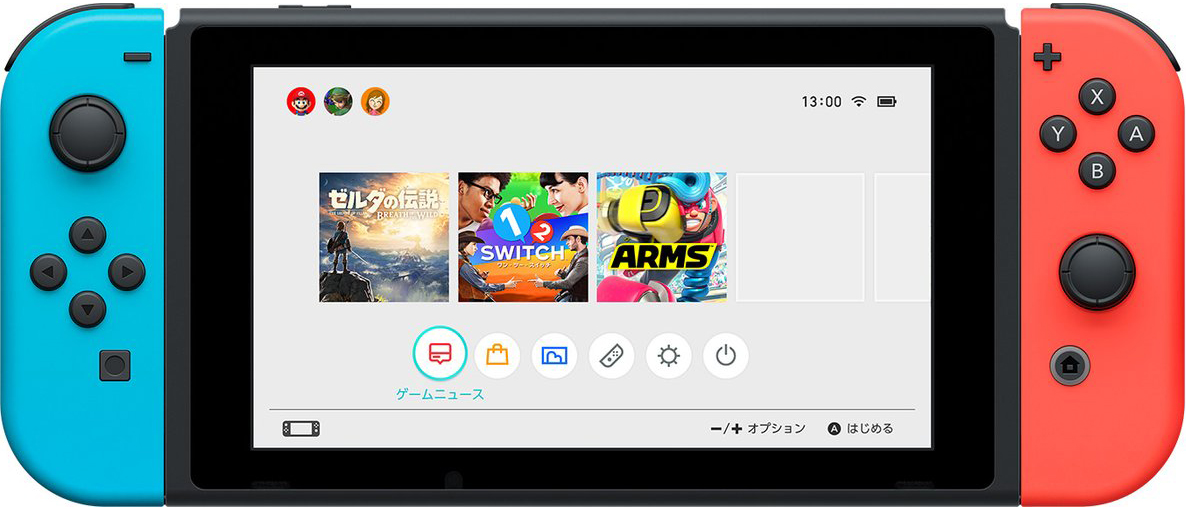 13:00
ゼルダの伝説
THE LEGEND OF ZELDA
BREATH OF THE WILD
1 2
SWITCH
ワン・ツー・スイッチ
ARMS
ゲームニュース
−/+ オプション
A はじめる
X
Y
A
B